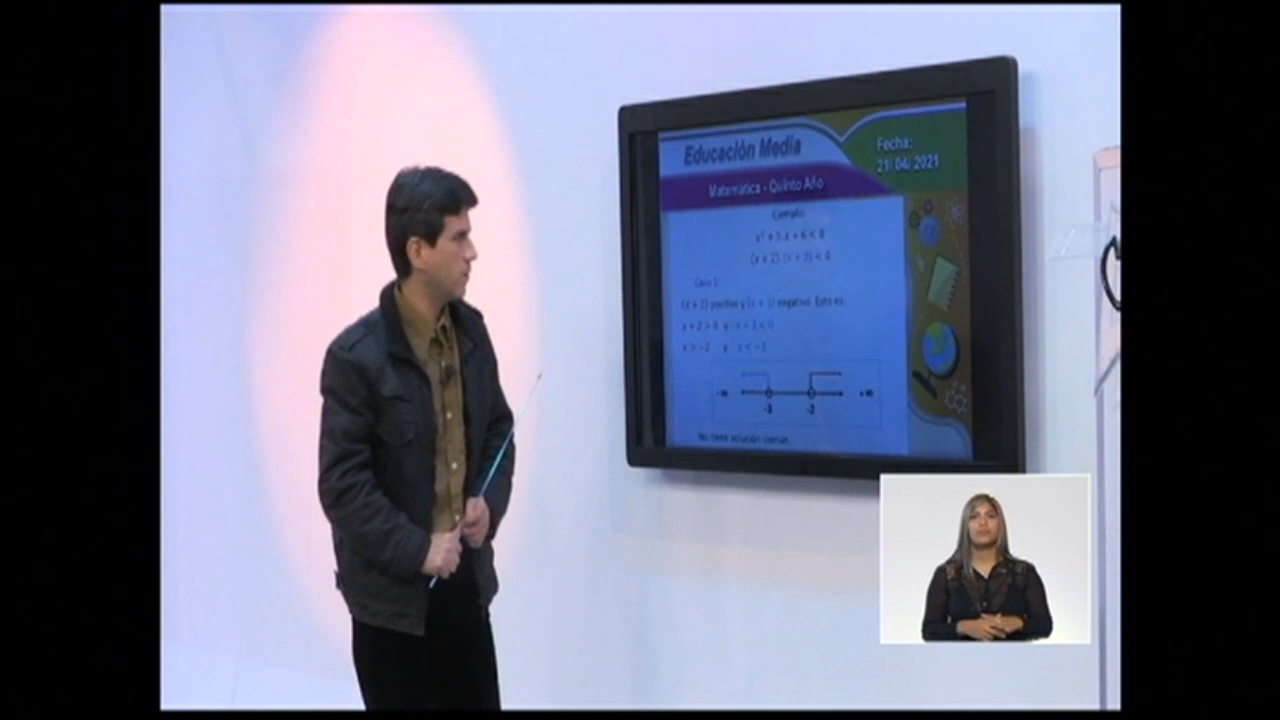 Educación Media
Fecha:
21/ 04/ 2021
Matemática - Quinto Año
Ejemplo:
x² + 5.x + 6 < 0
(x + 2).(x + 3) < 0
Caso 1:
(x + 2) positivo y (x + 3) negativo. Esto es:
x + 2 > 0 y x + 3 < 0
x > −2 y x < −3
- ∞ + ∞
-3 -2
No tiene solución común.